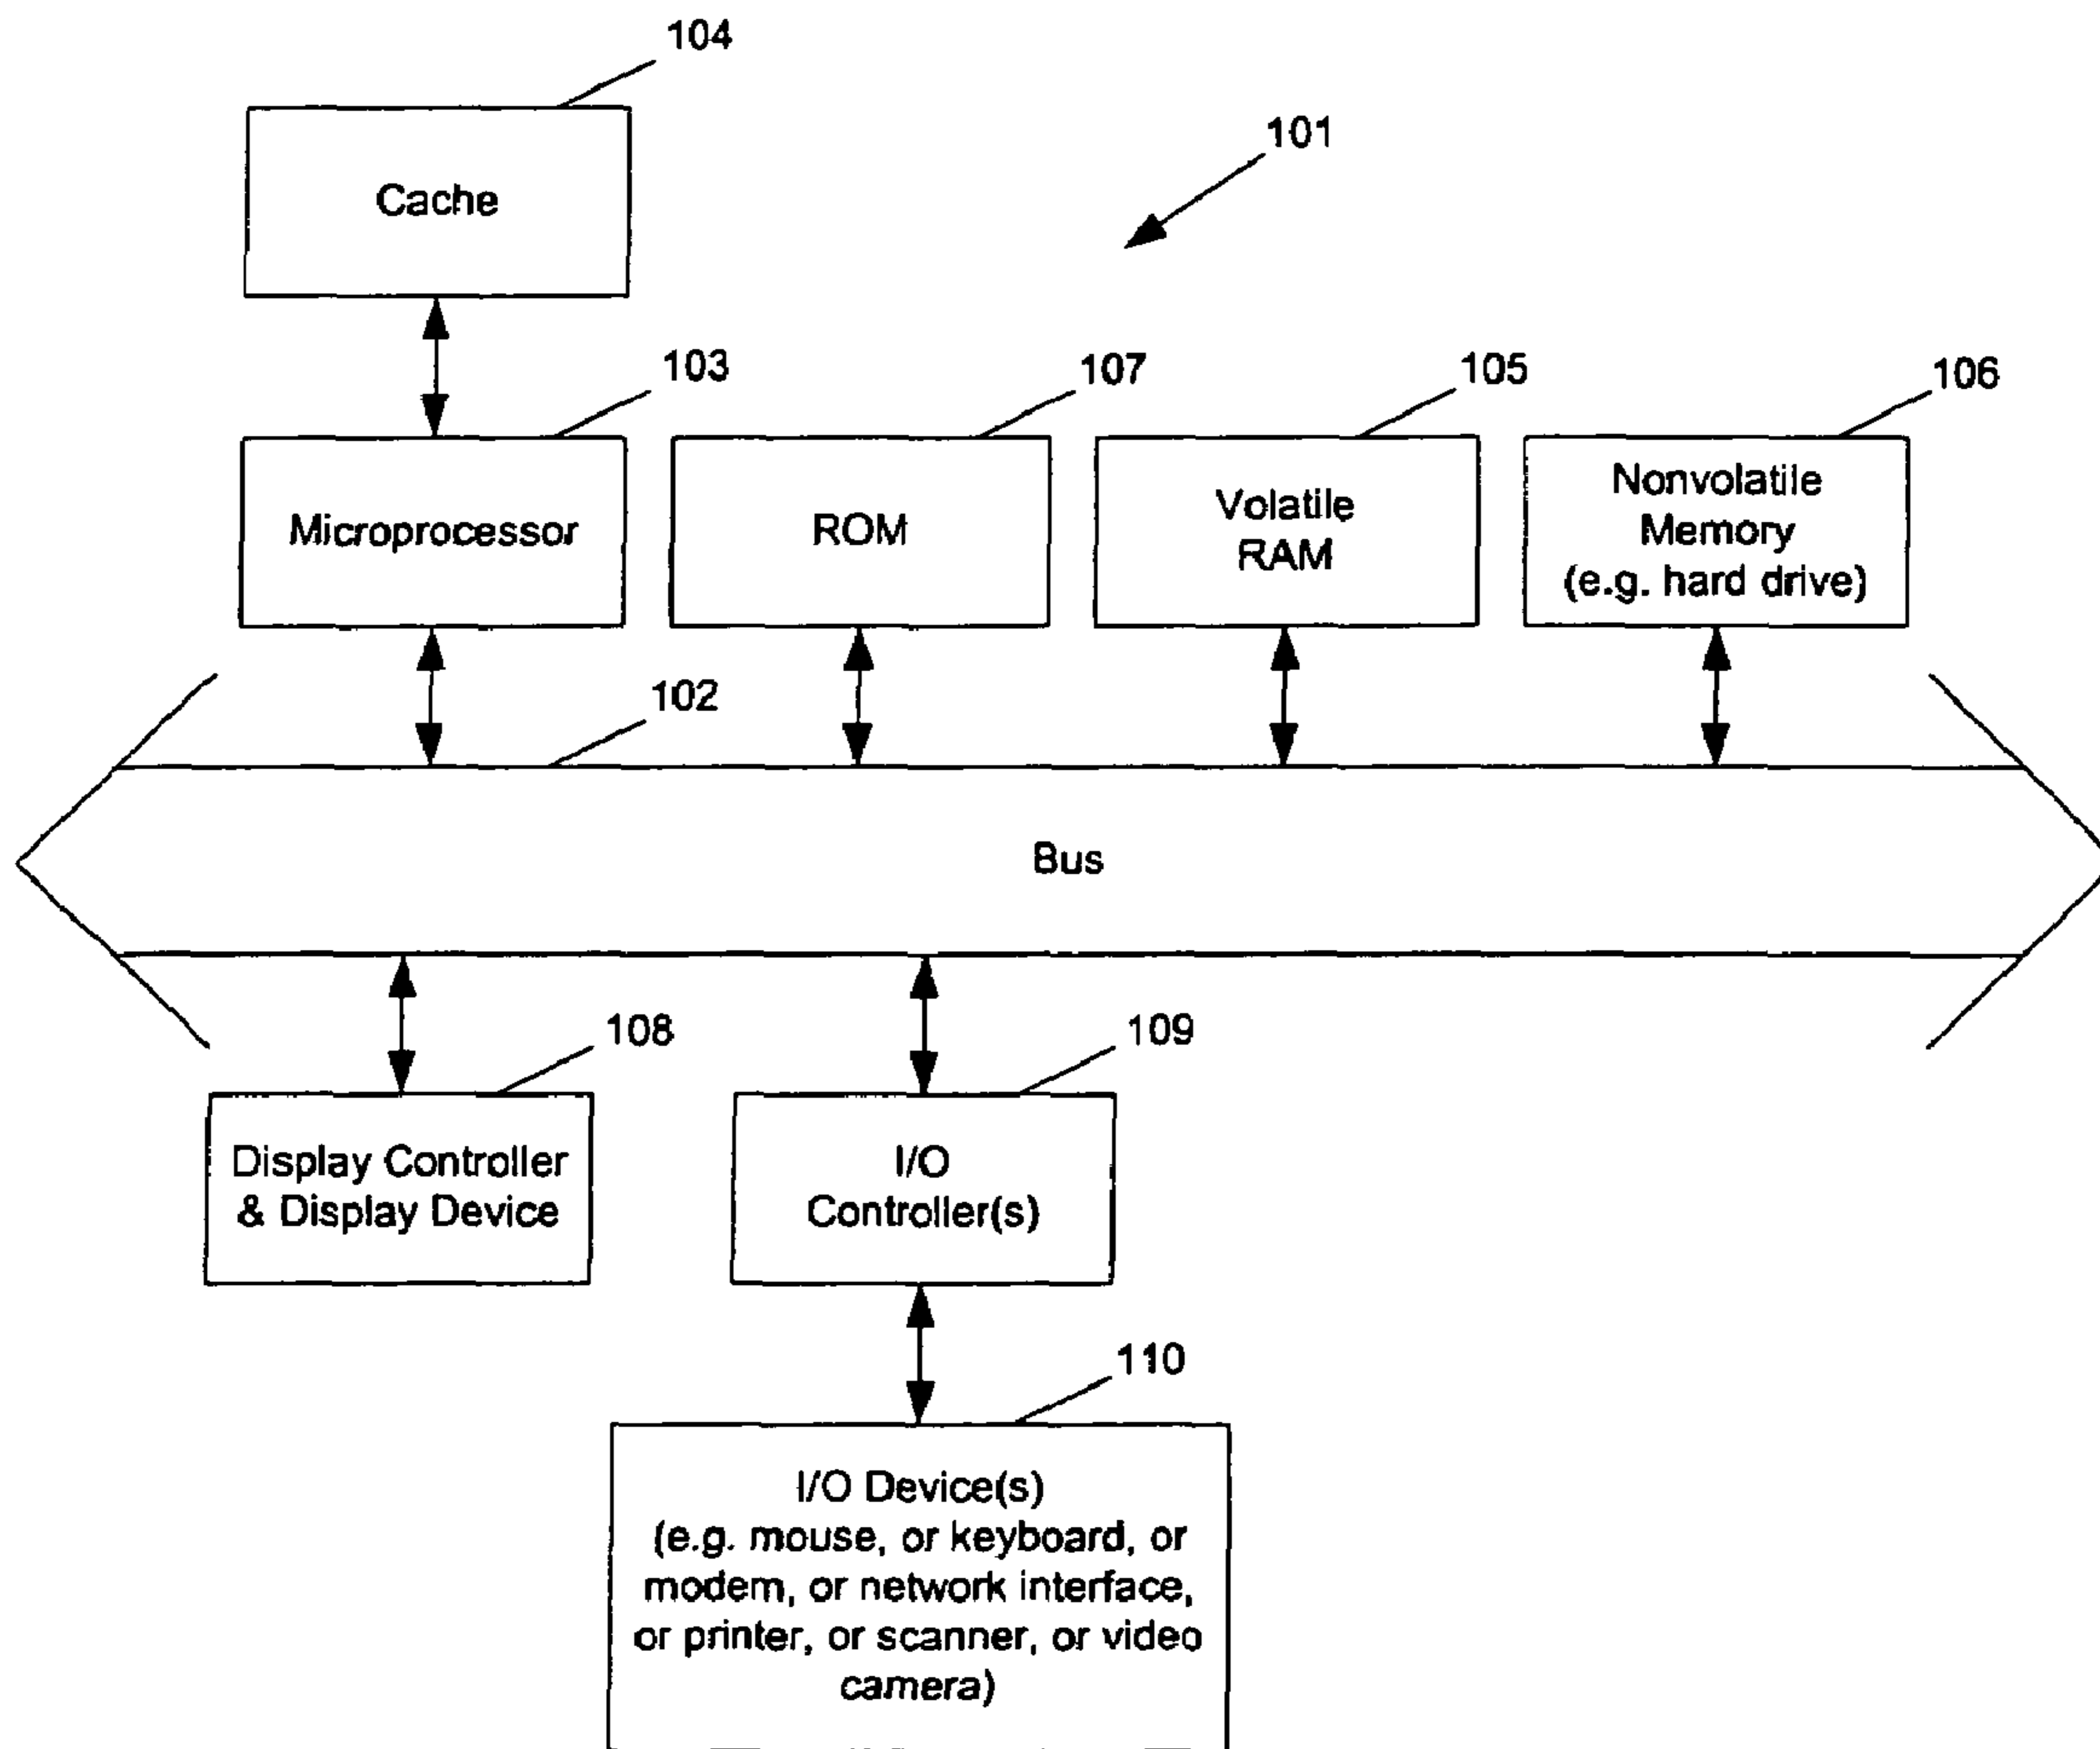 104
101
Cache
103
107
105
106
Microprocessor
ROM
Volatile
RAM
Nonvolatile
Memory
(e.g. hard drive)
102
Bus
108
109
Display Controller
& Display Device
I/O
Controller(s)
110
I/O Device(s)
(e.g. mouse, or keyboard, or
modem, or network interface,
or printer, or scanner, or video
camera)